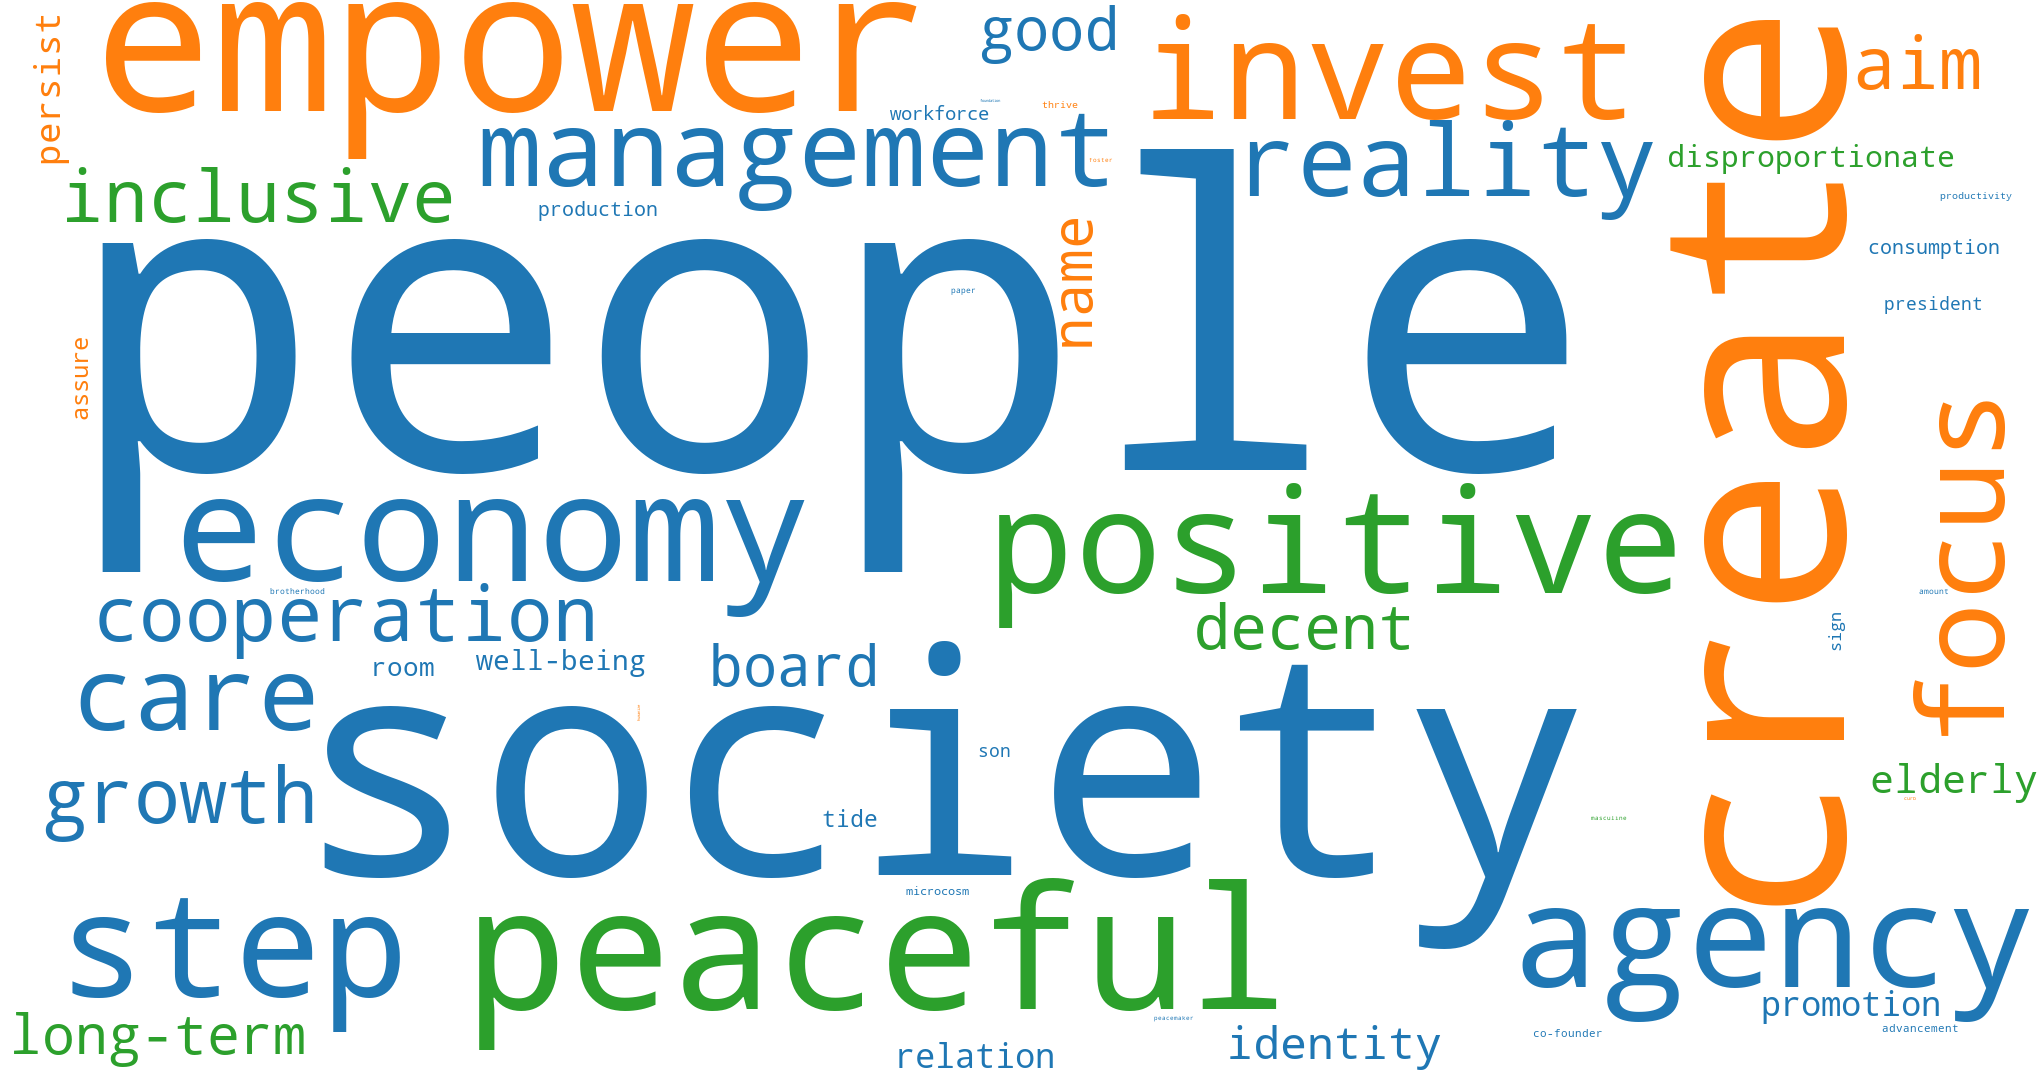 empower
good
invest
aim
persist
workforce
thrive
management
reality
foster
disproportionate
inclusive
production
productivity
name
consumption
people
create
paper
president
assure
focus
economy
positive
brotherhood
amount
cooperation
decent
sign
room
well-being
board
care
society
son
elderly
growth
tide
masculine
microcosm
step
peaceful
agency
promotion
long-term
peacemaker
identity
co-founder
advancement
relation